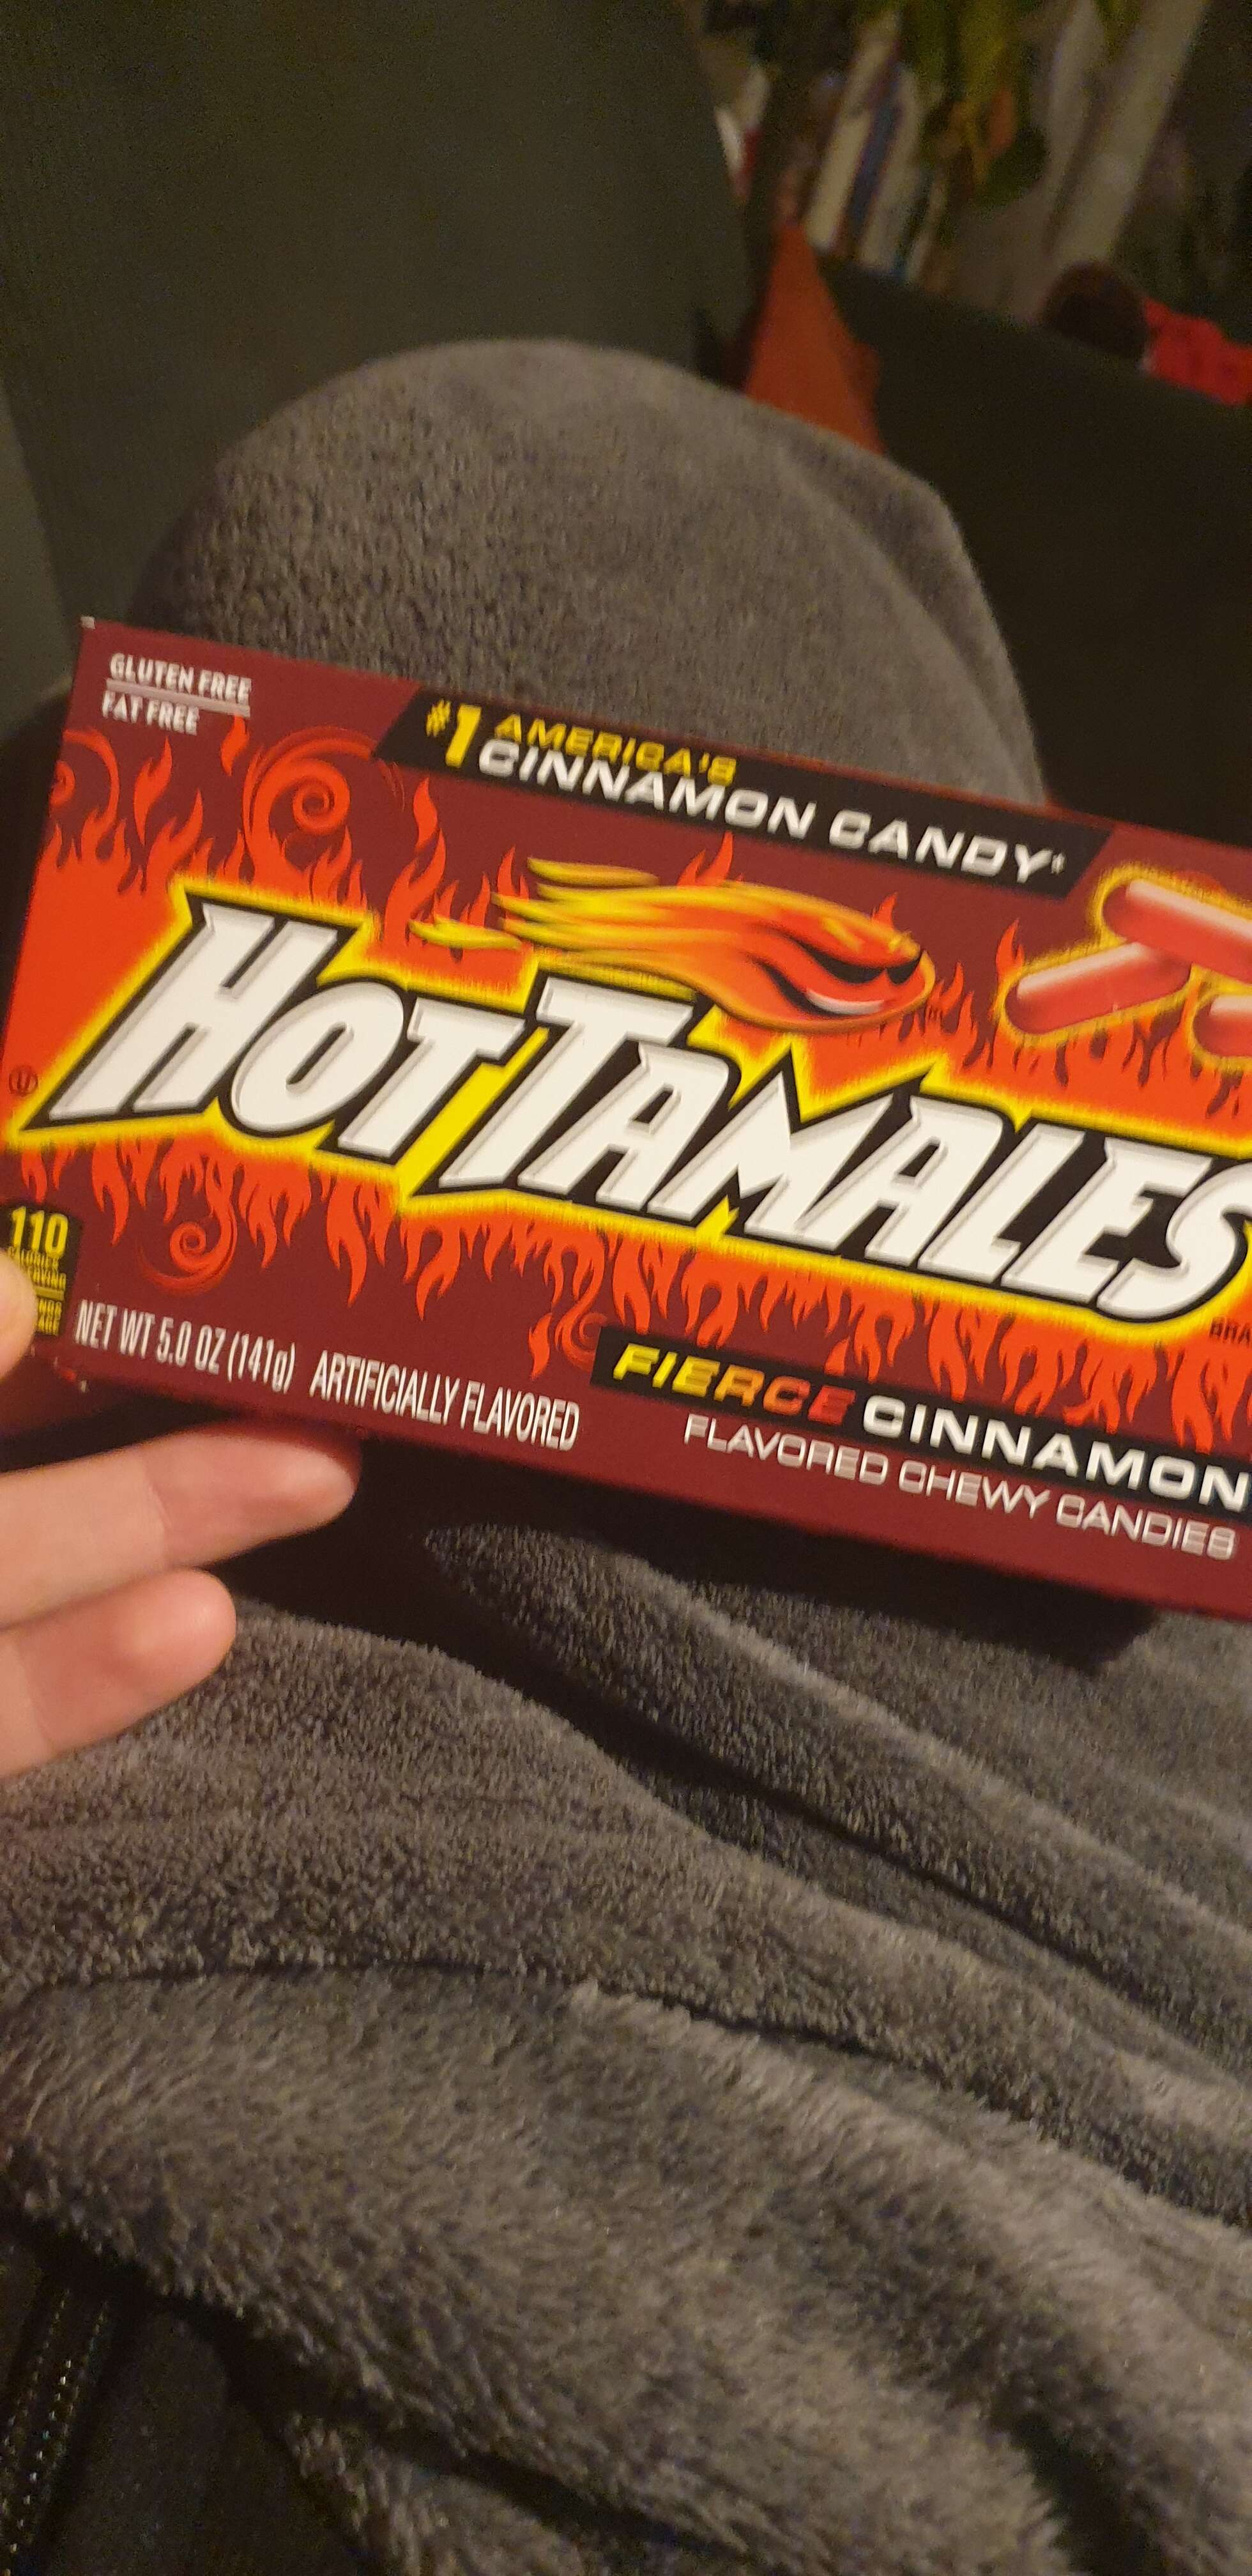 GLUTEN FREE
FAT FREE
#1 AMERICA'S
CINNAMON CANDY*
HOT TAMALES
110
CALORIES
NET WT 5.0 OZ (141g) ARTIFICIALLY FLAVORED
FIERCE CINNAMON
FLAVORED CHEWY CANDIES